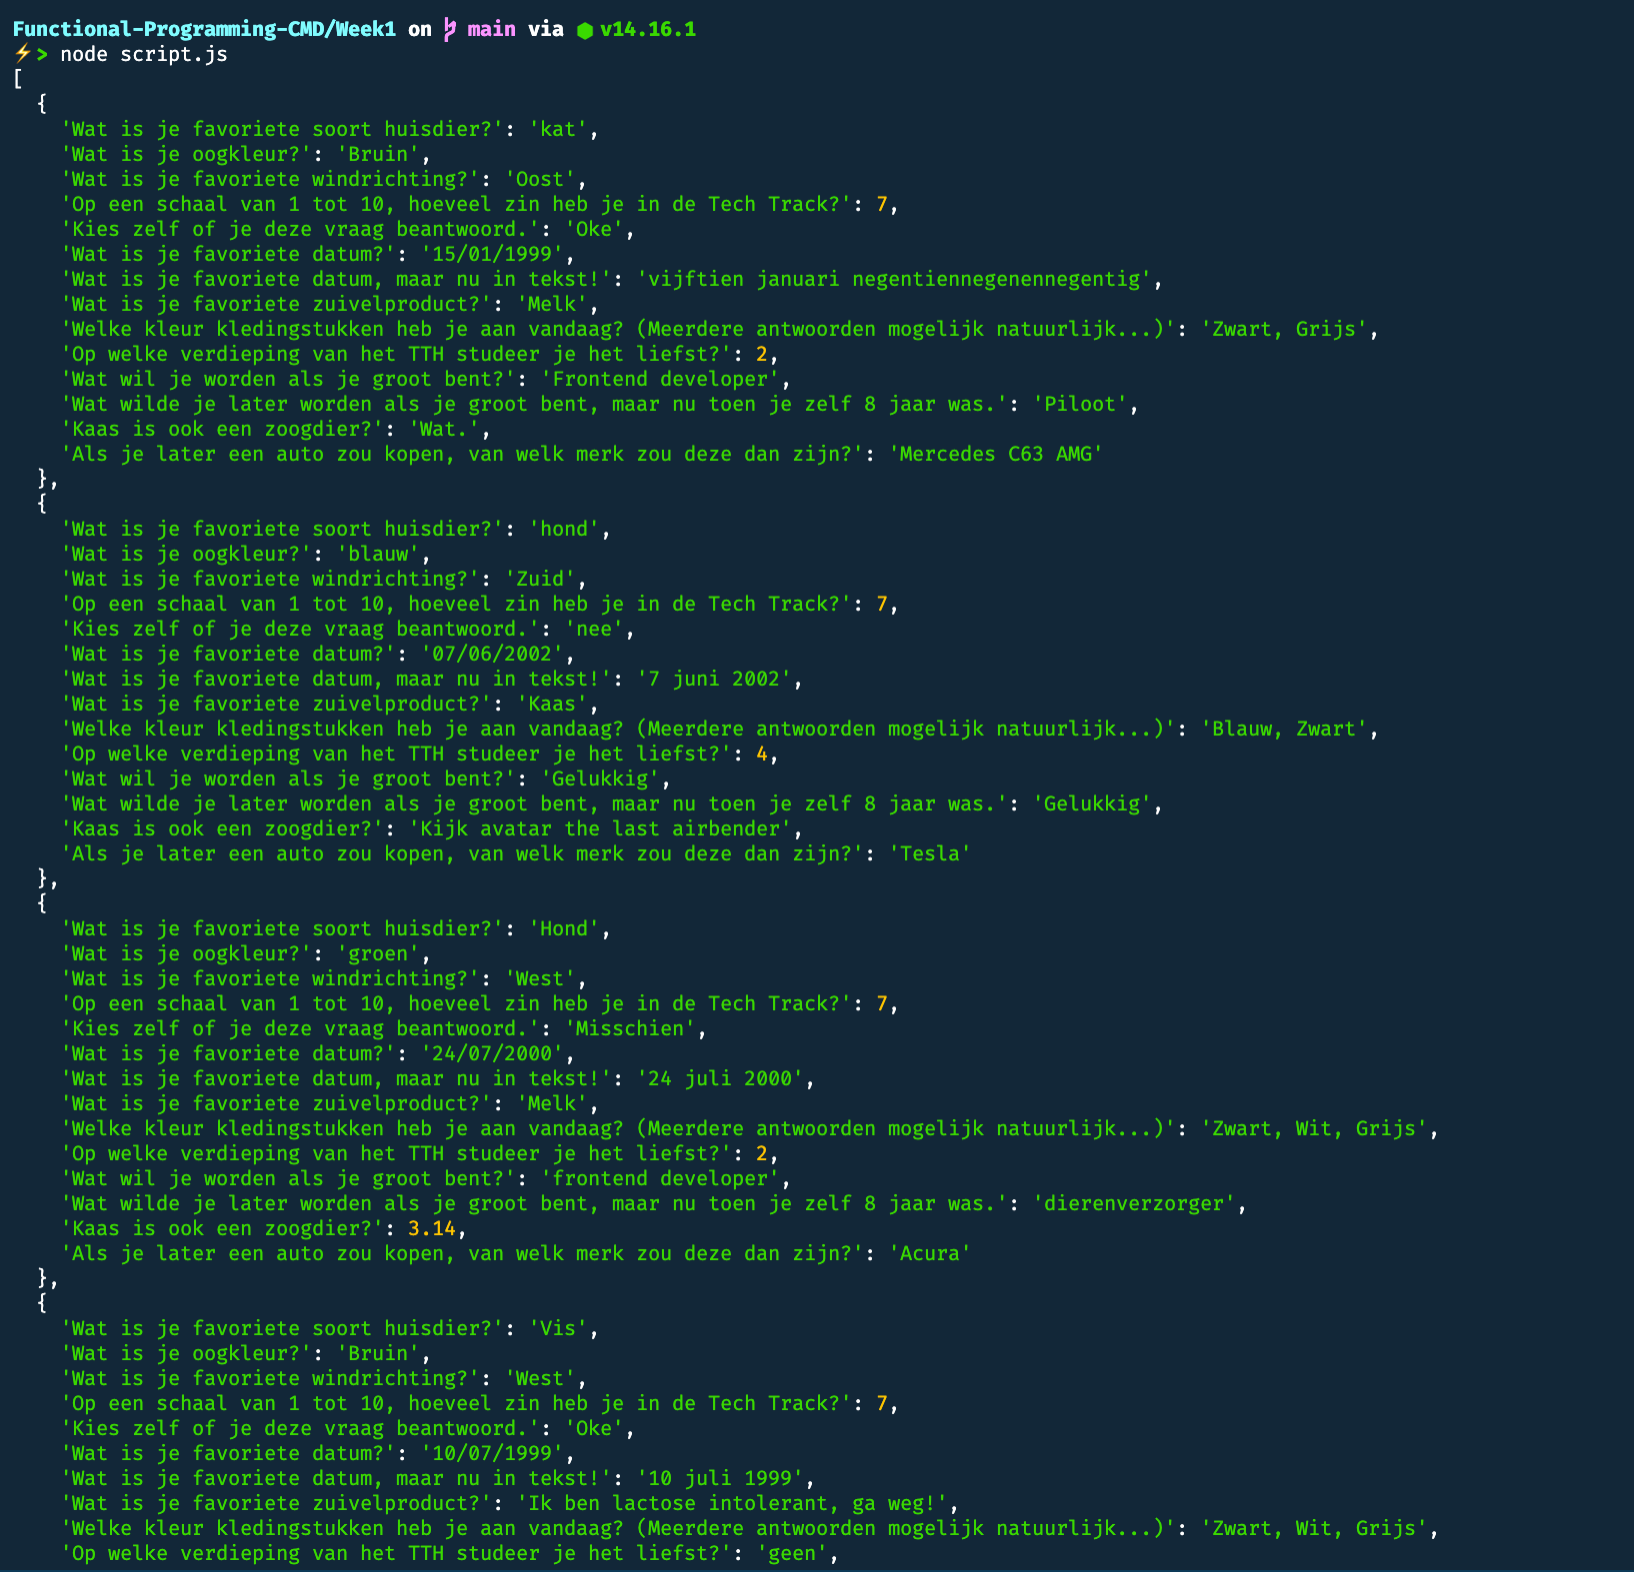 Functional-Programming-CMD/Week1 on main via v14.16.1
⚡> node script.js
[
{
'Wat is je favoriete soort huisdier?': 'kat',
'Wat is je oogkleur?': 'Bruin',
'Wat is je favoriete windrichting?': 'Oost',
'Op een schaal van 1 tot 10, hoeveel zin heb je in de Tech Track?': 7,
'Kies zelf of je deze vraag beantwoord.': 'Oke',
'Wat is je favoriete datum?': '15/01/1999',
'Wat is je favoriete datum, maar nu in tekst!': 'vijftien januari negentiennegenennegentig',
'Wat is je favoriete zuivelproduct?': 'Melk',
'Welke kleur kledingstukken heb je aan vandaag? (Meerdere antwoorden mogelijk natuurlijk...)': 'Zwart, Grijs',
'Op welke verdieping van het TTH studeer je het liefst?': 2,
'Wat wil je worden als je groot bent?': 'Frontend developer',
'Wat wilde je later worden als je groot bent, maar nu toen je zelf 8 jaar was.': 'Piloot',
'Kaas is ook een zoogdier?': 'Wat.',
'Als je later een auto zou kopen, van welk merk zou deze dan zijn?': 'Mercedes C63 AMG'
},
{
'Wat is je favoriete soort huisdier?': 'hond',
'Wat is je oogkleur?': 'blauw',
'Wat is je favoriete windrichting?': 'Zuid',
'Op een schaal van 1 tot 10, hoeveel zin heb je in de Tech Track?': 7,
'Kies zelf of je deze vraag beantwoord.': 'nee',
'Wat is je favoriete datum?': '07/06/2002',
'Wat is je favoriete datum, maar nu in tekst!': '7 juni 2002',
'Wat is je favoriete zuivelproduct?': 'Kaas',
'Welke kleur kledingstukken heb je aan vandaag? (Meerdere antwoorden mogelijk natuurlijk...)': 'Blauw, Zwart',
'Op welke verdieping van het TTH studeer je het liefst?': 4,
'Wat wil je worden als je groot bent?': 'Gelukkig',
'Wat wilde je later worden als je groot bent, maar nu toen je zelf 8 jaar was.': 'Gelukkig',
'Kaas is ook een zoogdier?': 'Kijk avatar the last airbender',
'Als je later een auto zou kopen, van welk merk zou deze dan zijn?': 'Tesla'
},
{
'Wat is je favoriete soort huisdier?': 'Hond',
'Wat is je oogkleur?': 'groen',
'Wat is je favoriete windrichting?': 'West',
'Op een schaal van 1 tot 10, hoeveel zin heb je in de Tech Track?': 7,
'Kies zelf of je deze vraag beantwoord.': 'Misschien',
'Wat is je favoriete datum?': '24/07/2000',
'Wat is je favoriete datum, maar nu in tekst!': '24 juli 2000',
'Wat is je favoriete zuivelproduct?': 'Melk',
'Welke kleur kledingstukken heb je aan vandaag? (Meerdere antwoorden mogelijk natuurlijk...)': 'Zwart, Wit, Grijs',
'Op welke verdieping van het TTH studeer je het liefst?': 2,
'Wat wil je worden als je groot bent?': 'frontend developer',
'Wat wilde je later worden als je groot bent, maar nu toen je zelf 8 jaar was.': 'dierenverzorger',
'Kaas is ook een zoogdier?': 3.14,
'Als je later een auto zou kopen, van welk merk zou deze dan zijn?': 'Acura'
},
{
'Wat is je favoriete soort huisdier?': 'Vis',
'Wat is je oogkleur?': 'Bruin',
'Wat is je favoriete windrichting?': 'West',
'Op een schaal van 1 tot 10, hoeveel zin heb je in de Tech Track?': 7,
'Kies zelf of je deze vraag beantwoord.': 'Oke',
'Wat is je favoriete datum?': '10/07/1999',
'Wat is je favoriete datum, maar nu in tekst!': '10 juli 1999',
'Wat is je favoriete zuivelproduct?': 'Ik ben lactose intolerant, ga weg!',
'Welke kleur kledingstukken heb je aan vandaag? (Meerdere antwoorden mogelijk natuurlijk...)': 'Zwart, Wit, Grijs',
'Op welke verdieping van het TTH studeer je het liefst?': 'geen',